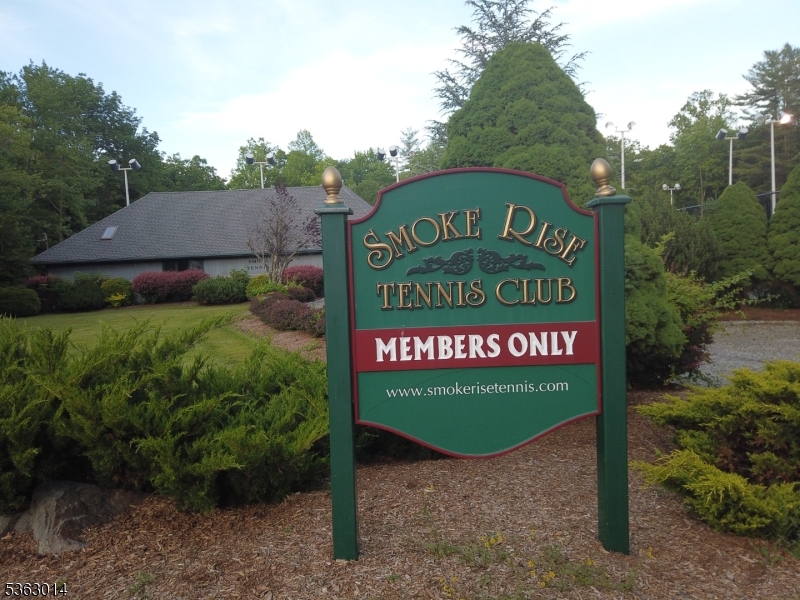 SMOKE RISE
TENNIS CLUB
MEMBERS ONLY
www.smokerisetennis.com
5363014